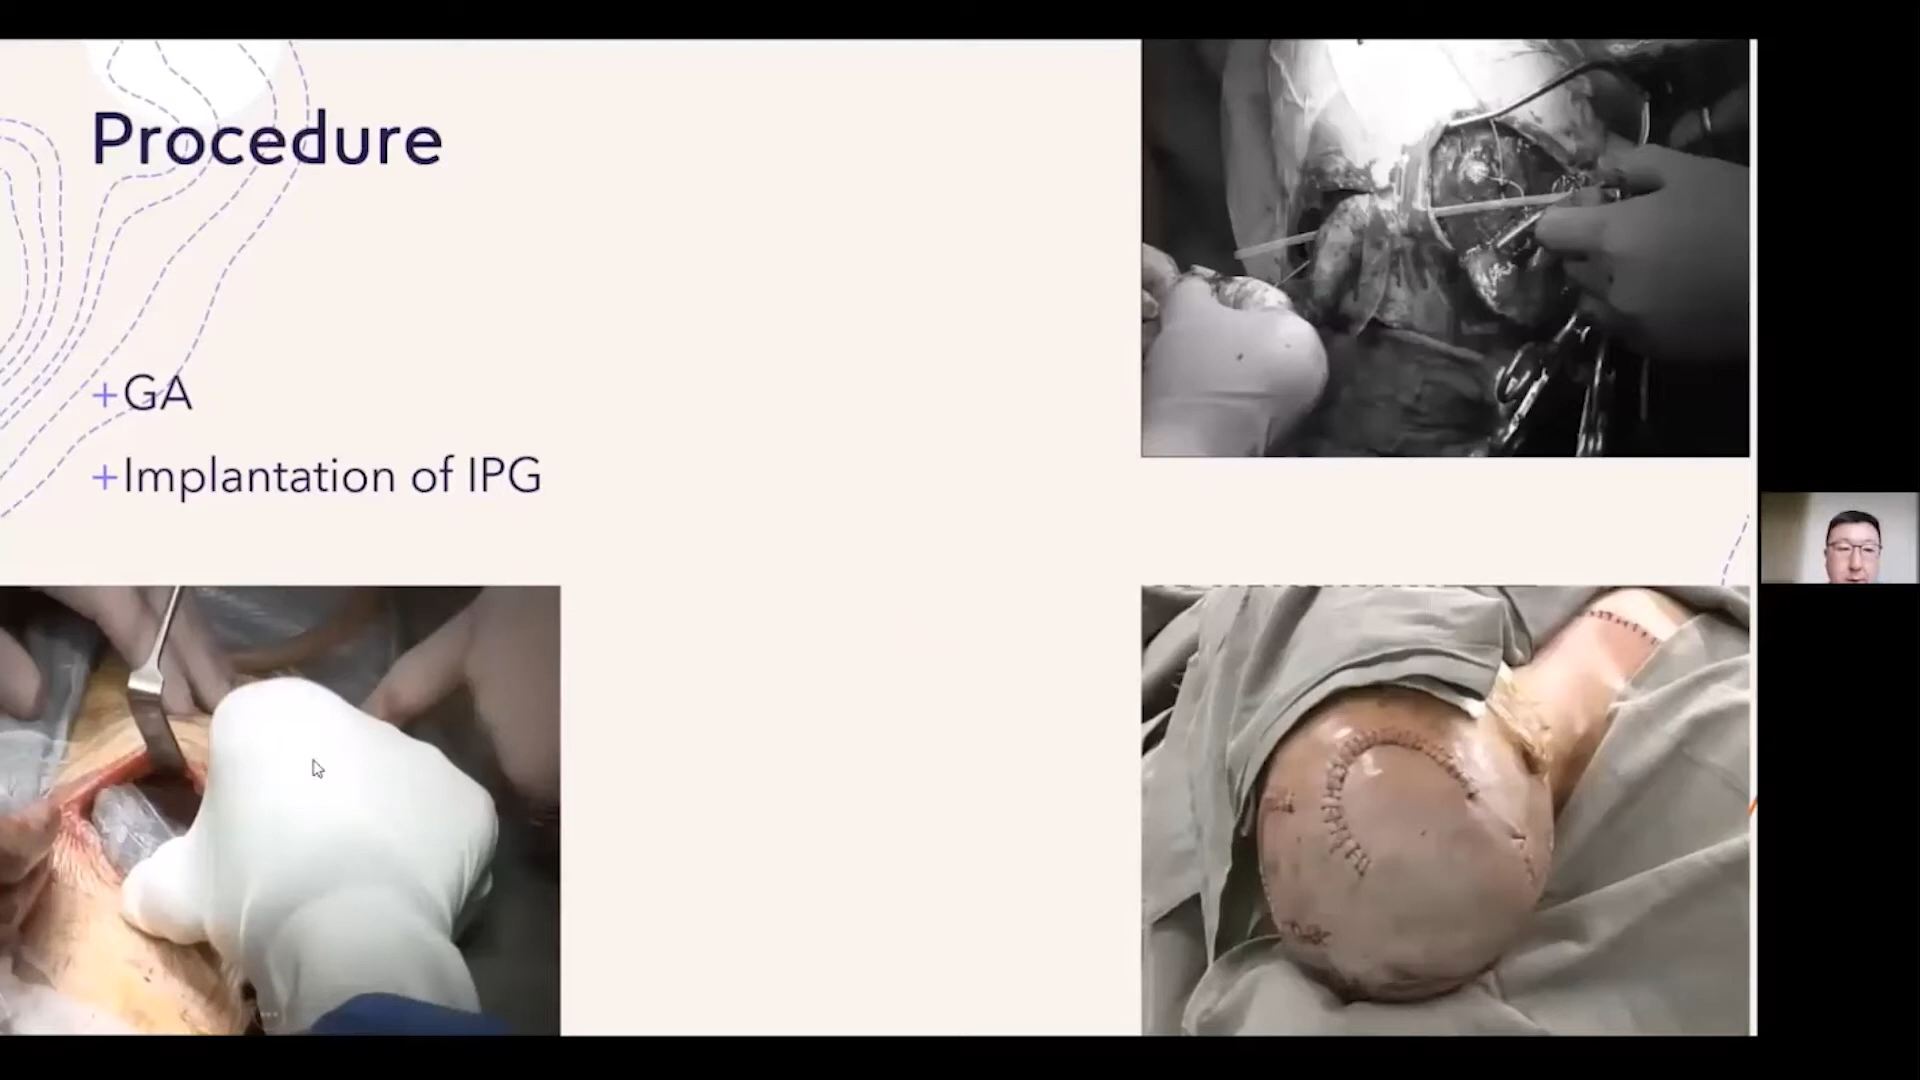 Procedure
+GA
+Implantation of IPG